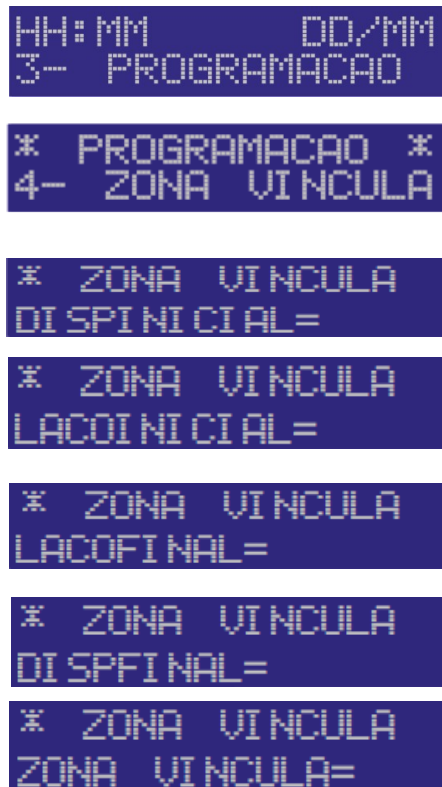 HH:MM DD/MM
3- PROGRAMACAO
* PROGRAMACAO *
4- ZONA VINCULA
* ZONA VINCULA
DISPINICIAL=
* ZONA VINCULA
LACOINICIAL=
* ZONA VINCULA
LACOFINAL=
* ZONA VINCULA
DISPFINAL=
* ZONA VINCULA
ZONA VINCULA=